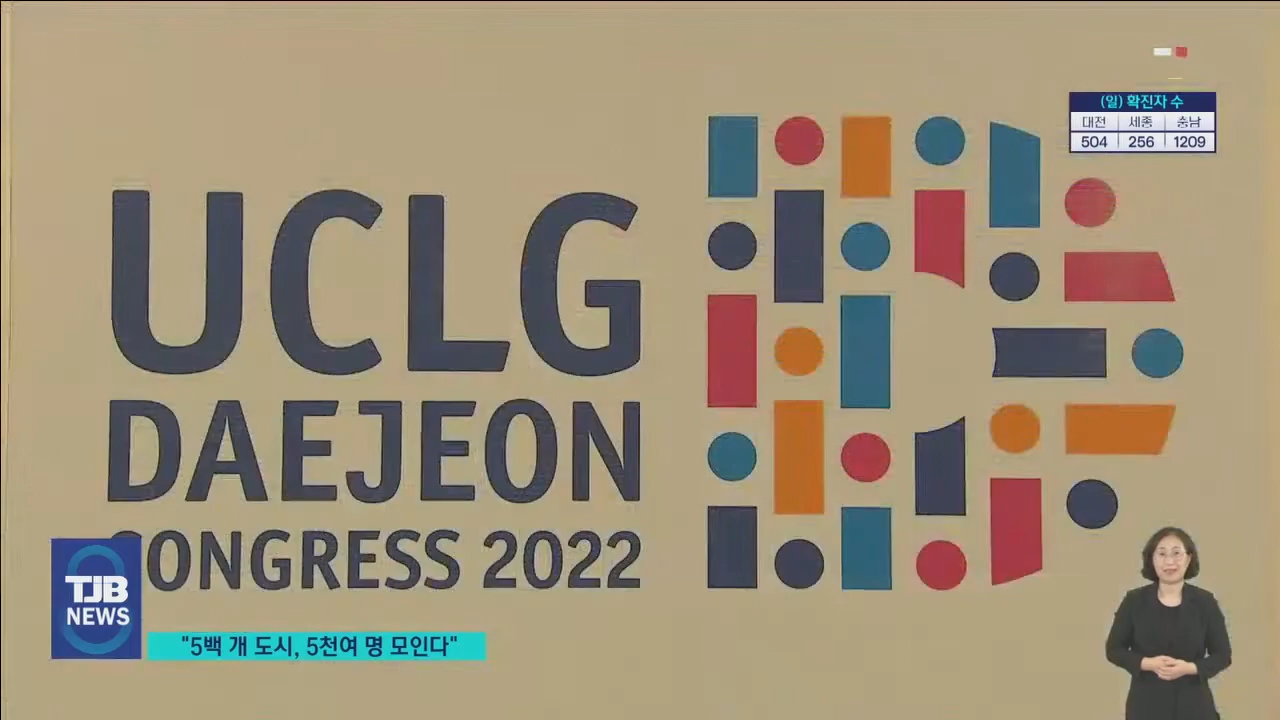 (일) 확진자 수
대전 세종 충남
504 256 1209
UCLG
DAEJEON
CONGRESS 2022
TJB
NEWS
"5백 개 도시, 5천여 명 모인다"